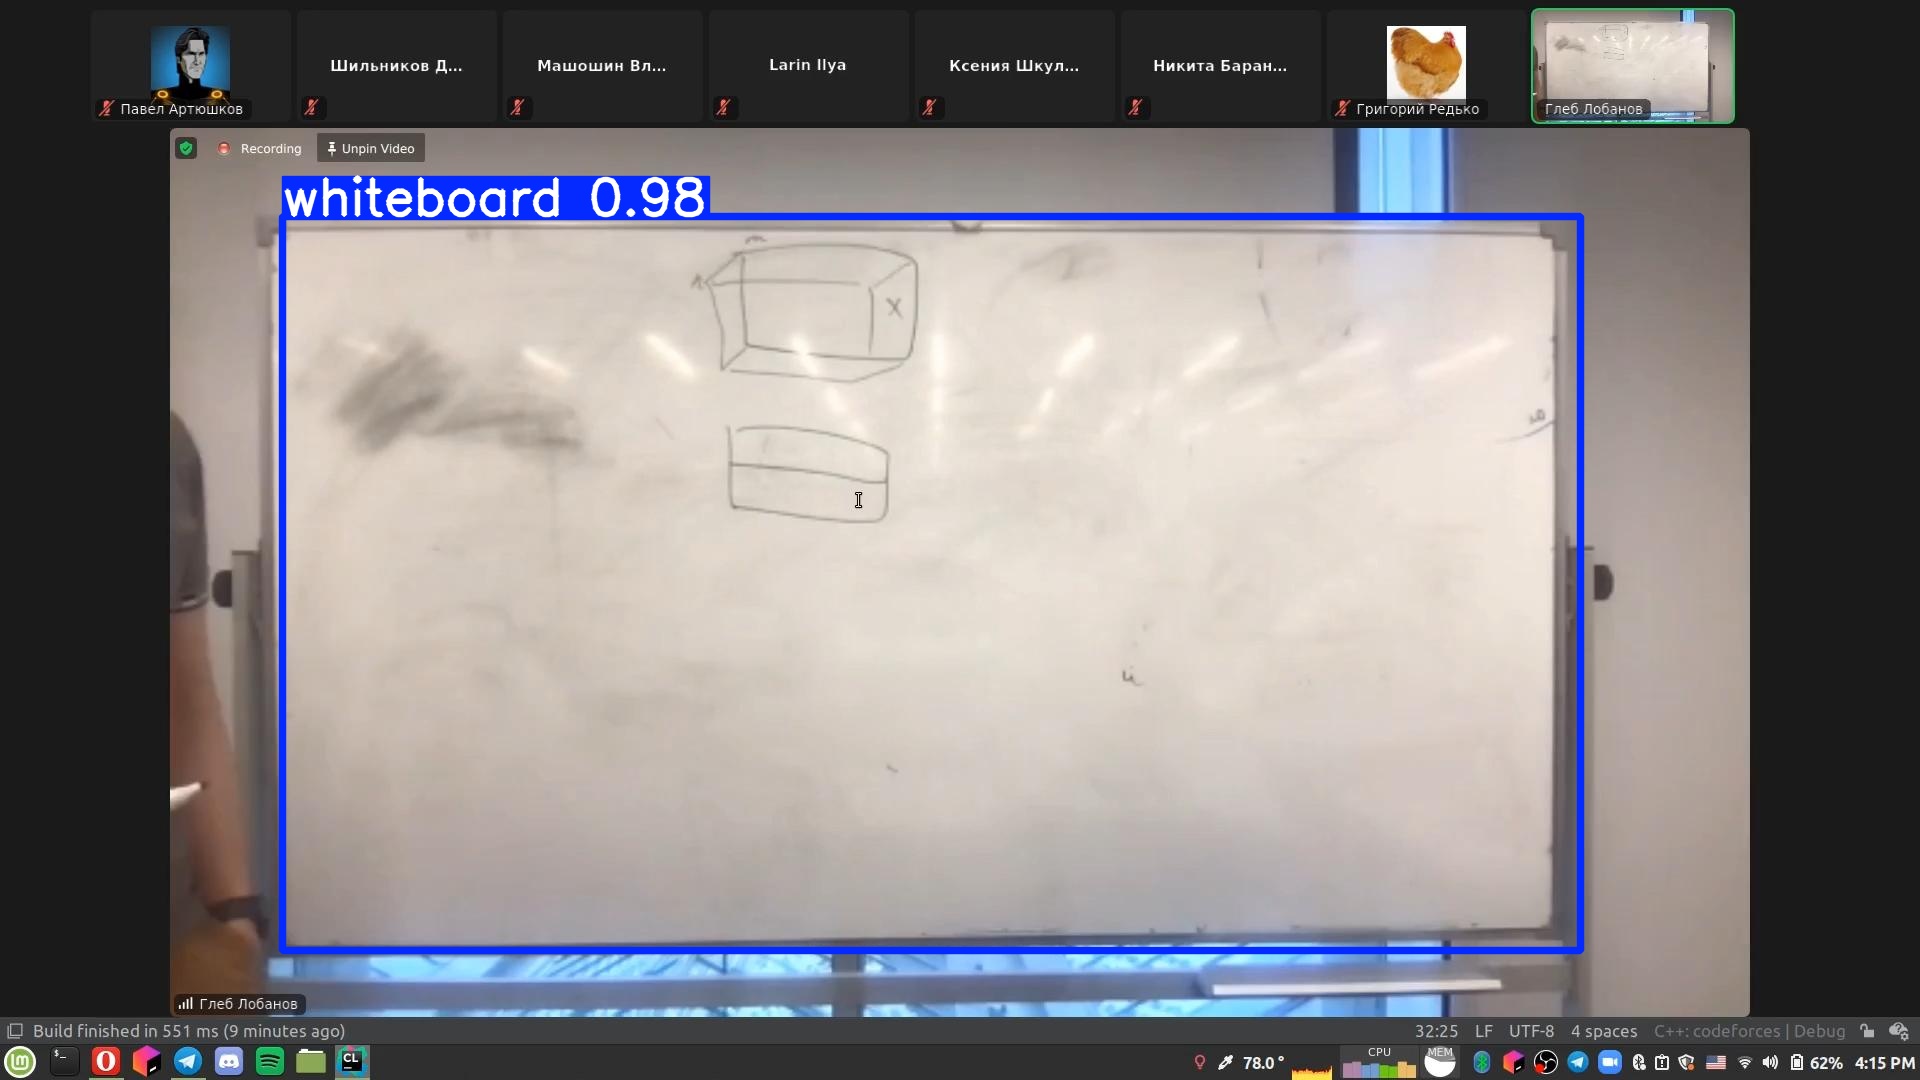 Шильников Д...
Машошин Вл...
Larin Ilya
Ксения Шкул...
Никита Баран...
Павел Артюшков
Григорий Редько
Глеб Лобанов
Recording
Unpin Video
whiteboard 0.98
m
X
Глеб Лобанов
Build finished in 551 ms (9 minutes ago)
32:25 LF UTF-8 4 spaces C++: codeforces | Debug
CL
78.0 °
CPU
MEM
62%
4:15 PM